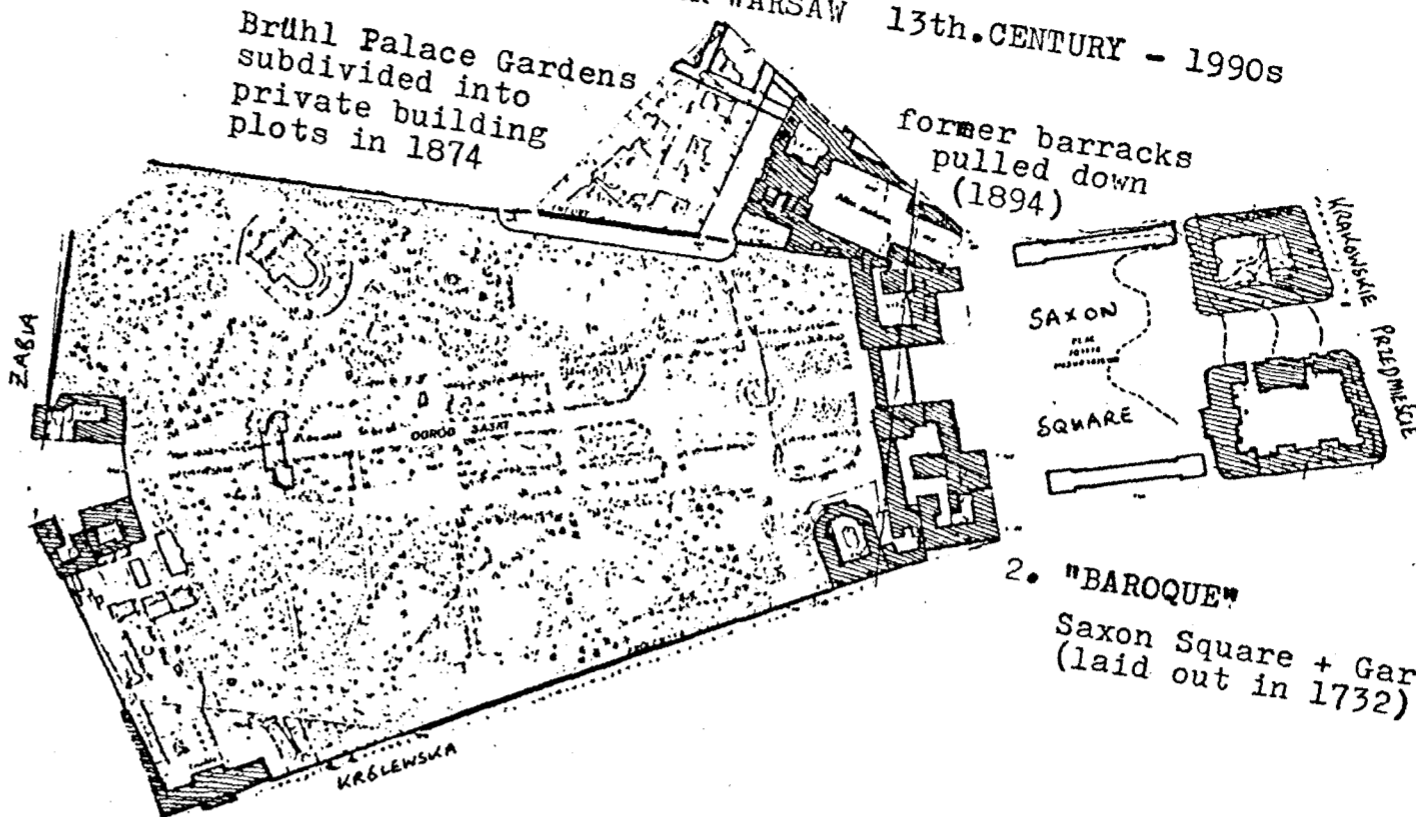 WARSAW 13th.CENTURY - 1990s
Brühl Palace Gardens
subdivided into
private building
plots in 1874
former barracks
pulled down
(1894)
KRAKOWSKIE PRZEDMIEŚCIE
SAXON
SQUARE
ŻABIA
OGRÓD SASKI
2. "BAROQUE"
Saxon Square + Gar
(laid out in 1732)
KRÓLEWSKA